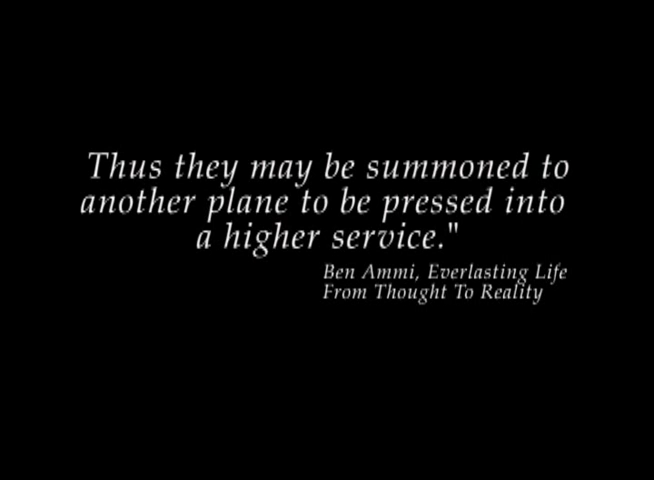 Thus they may be summoned to
another plane to be pressed into
a higher service."
Ben Ammi, Everlasting Life
From Thought To Reality